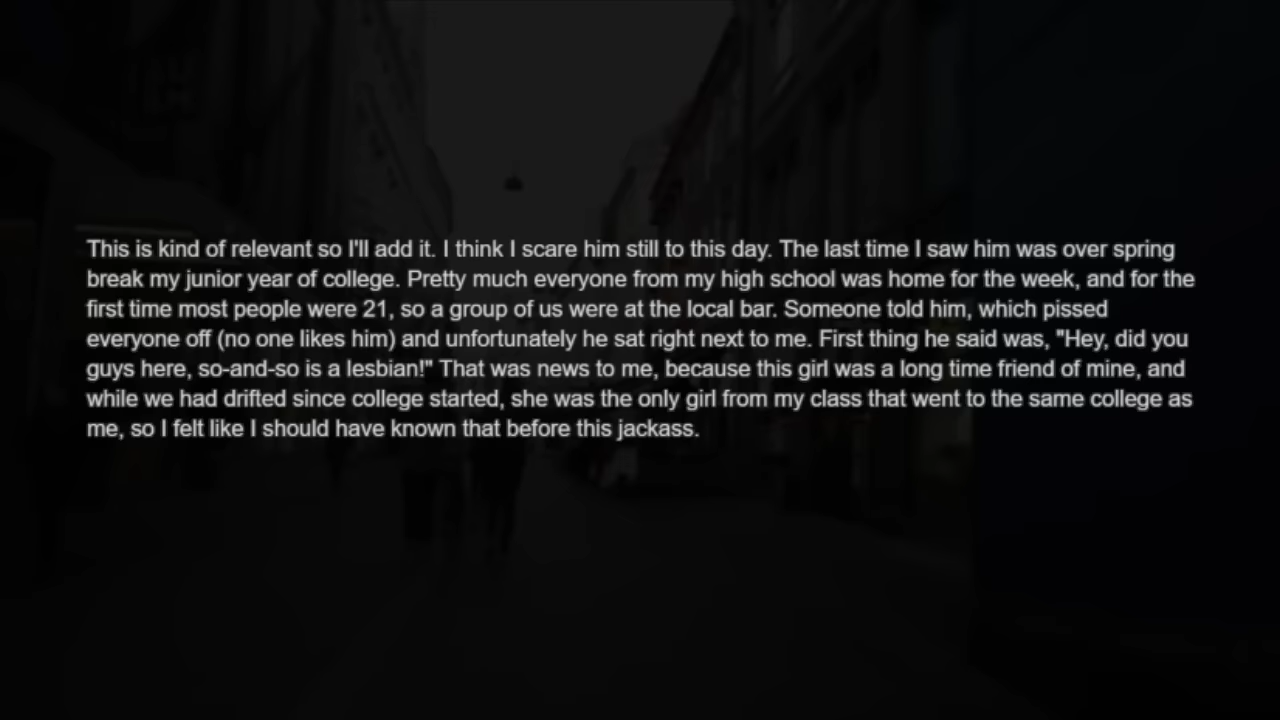 This is kind of relevant so I'll add it. I think I scare him still to this day. The last time I saw him was over spring
break my junior year of college. Pretty much everyone from my high school was home for the week, and for the
first time most people were 21, so a group of us were at the local bar. Someone told him, which pissed
everyone off (no one likes him) and unfortunately he sat right next to me. First thing he said was, "Hey, did you
guys here, so-and-so is a lesbian!" That was news to me, because this girl was a long time friend of mine, and
while we had drifted since college started, she was the only girl from my class that went to the same college as
me, so I felt like I should have known that before this jackass.